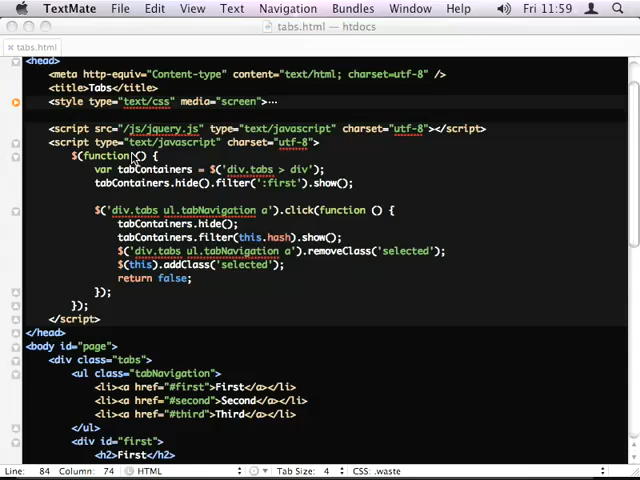 TextMate File Edit View Text Navigation Bundles Window Help Fri 11:59
tabs.html — htdocs
tabs.html
<head>
<meta http-equiv="Content-type" content="text/html; charset=utf-8" />
<title>Tabs</title>
<style type="text/css" media="screen">…
<script src="/js/jquery.js" type="text/javascript" charset="utf-8"></script>
<script type="text/javascript" charset="utf-8">
$(function () {
var tabContainers = $('div.tabs > div');
tabContainers.hide().filter(':first').show();
$('div.tabs ul.tabNavigation a').click(function () {
tabContainers.hide();
tabContainers.filter(this.hash).show();
$('div.tabs ul.tabNavigation a').removeClass('selected');
$(this).addClass('selected');
return false;
});
});
</script>
</head>
<body id="page">
<div class="tabs">
<ul class="tabNavigation">
<li><a href="#first">First</a></li>
<li><a href="#second">Second</a></li>
<li><a href="#third">Third</a></li>
</ul>
<div id="first">
<h2>First</h2>
Line: 84 Column: 74 HTML Tab Size: 4 CSS: .waste